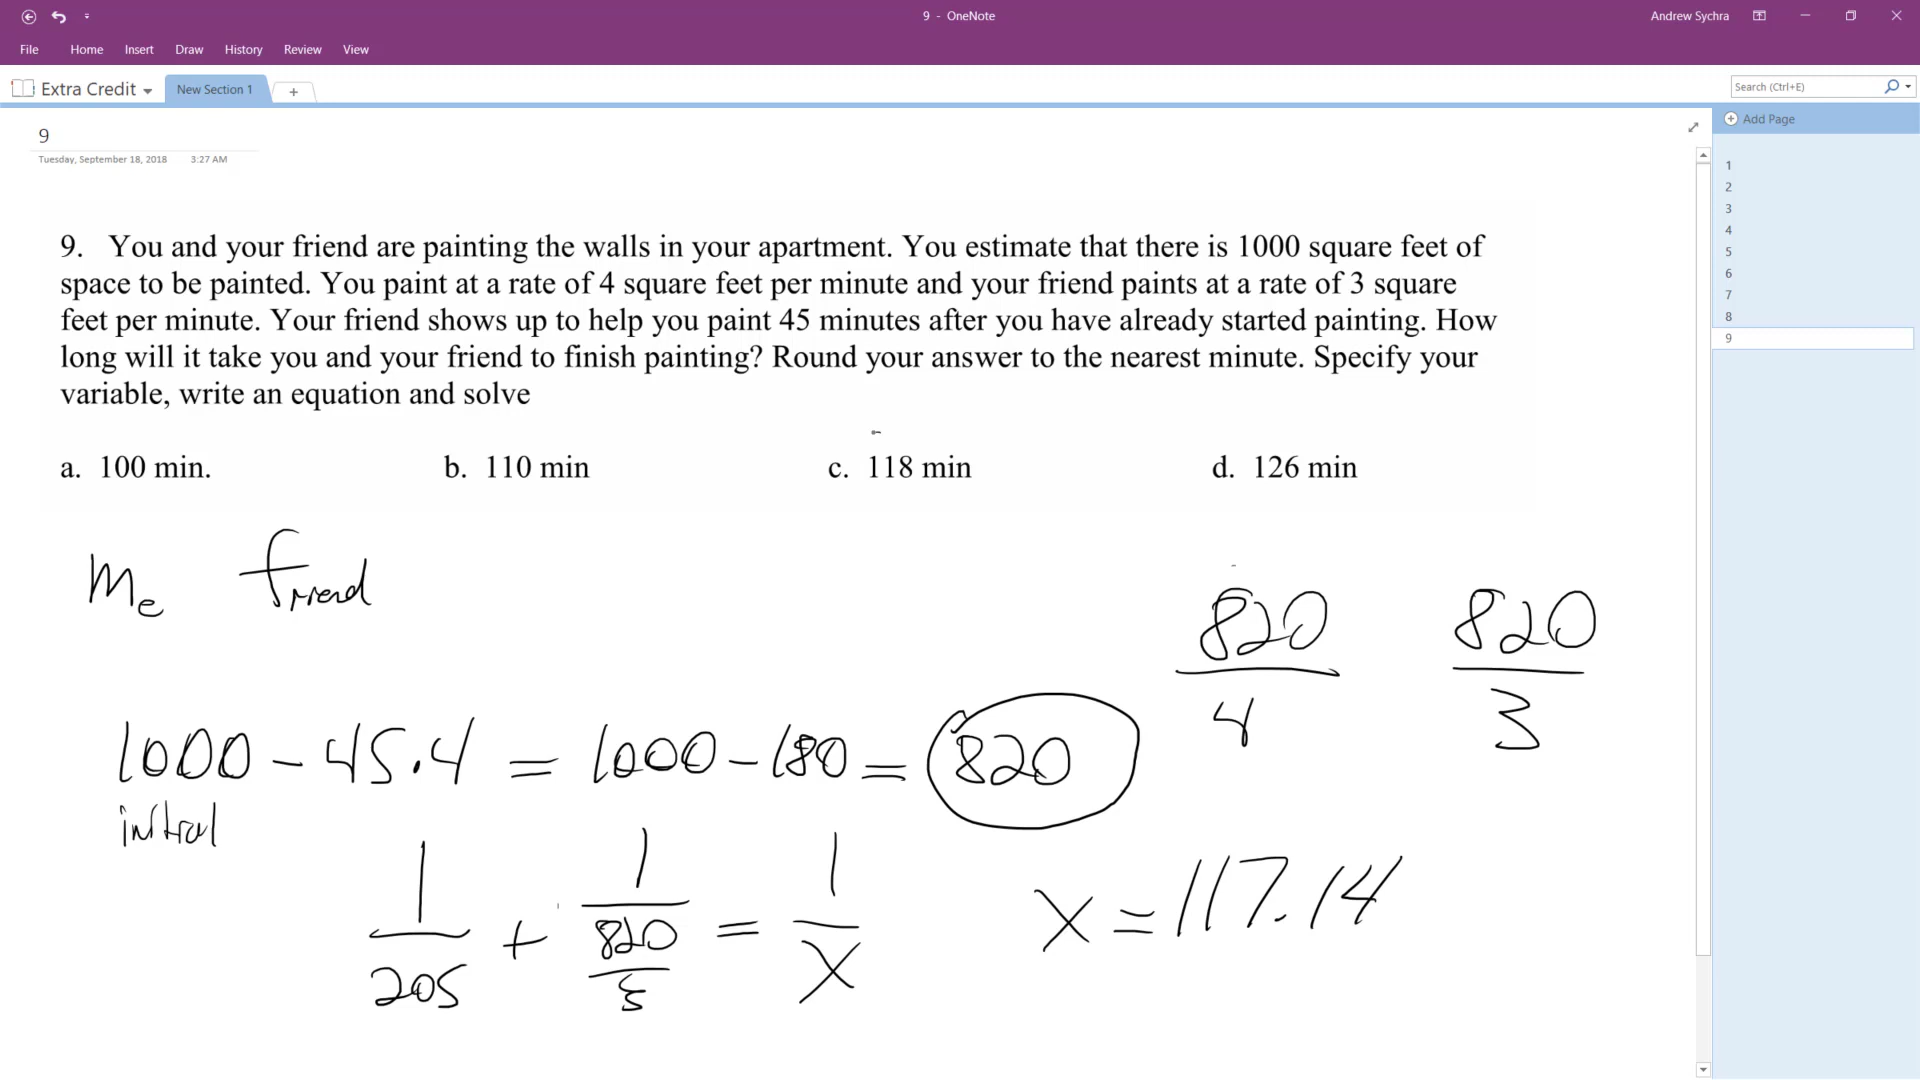 9 - OneNote
Andrew Sychra
File Home Insert Draw History Review View
Extra Credit New Section 1 +
Search (Ctrl+E)
Add Page
9
Tuesday, September 18, 2018 3:27 AM
1
2
3
4
5
6
7
8
9
9. You and your friend are painting the walls in your apartment. You estimate that there is 1000 square feet of
space to be painted. You paint at a rate of 4 square feet per minute and your friend paints at a rate of 3 square
feet per minute. Your friend shows up to help you paint 45 minutes after you have already started painting. How
long will it take you and your friend to finish painting? Round your answer to the nearest minute. Specify your
variable, write an equation and solve
a. 100 min. b. 110 min c. 118 min d. 126 min
Me friend
820/4 820/3
1000 - 45.4 = 1000 - 180 = 820
initial
1/205 + 1/(820/3) = 1/X
X = 117.14